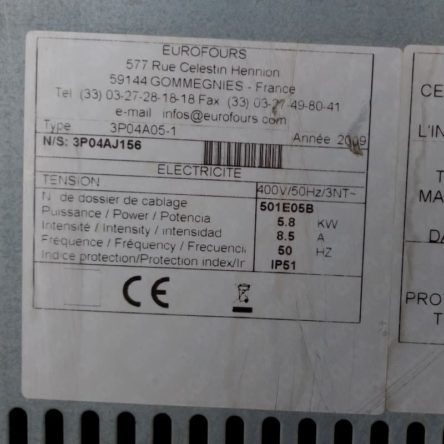 EUROFOURS
577 Rue Celestin Hennion
59144 GOMMEGNIES - France
Tel (33) 03-27-28-18-18 Fax (33) 03-27-49-80-41
e-mail infos@eurofours.com
Type 3P04A05-1 Année 2009
N/S: 3P04AJ156
ELECTRICITE
TENSION 400V/50Hz/3NT~
N° de dossier de cablage 501E05B
Puissance / Power / Potencia 5.8 KW
Intensité / Intensity / intensidad 8.5 A
Fréquence / Fréquency / Frecuenci 50 HZ
Indice protection/Protection index/Ir IP51
CE
CE
L'IN
T
MA
DA
PRO
T